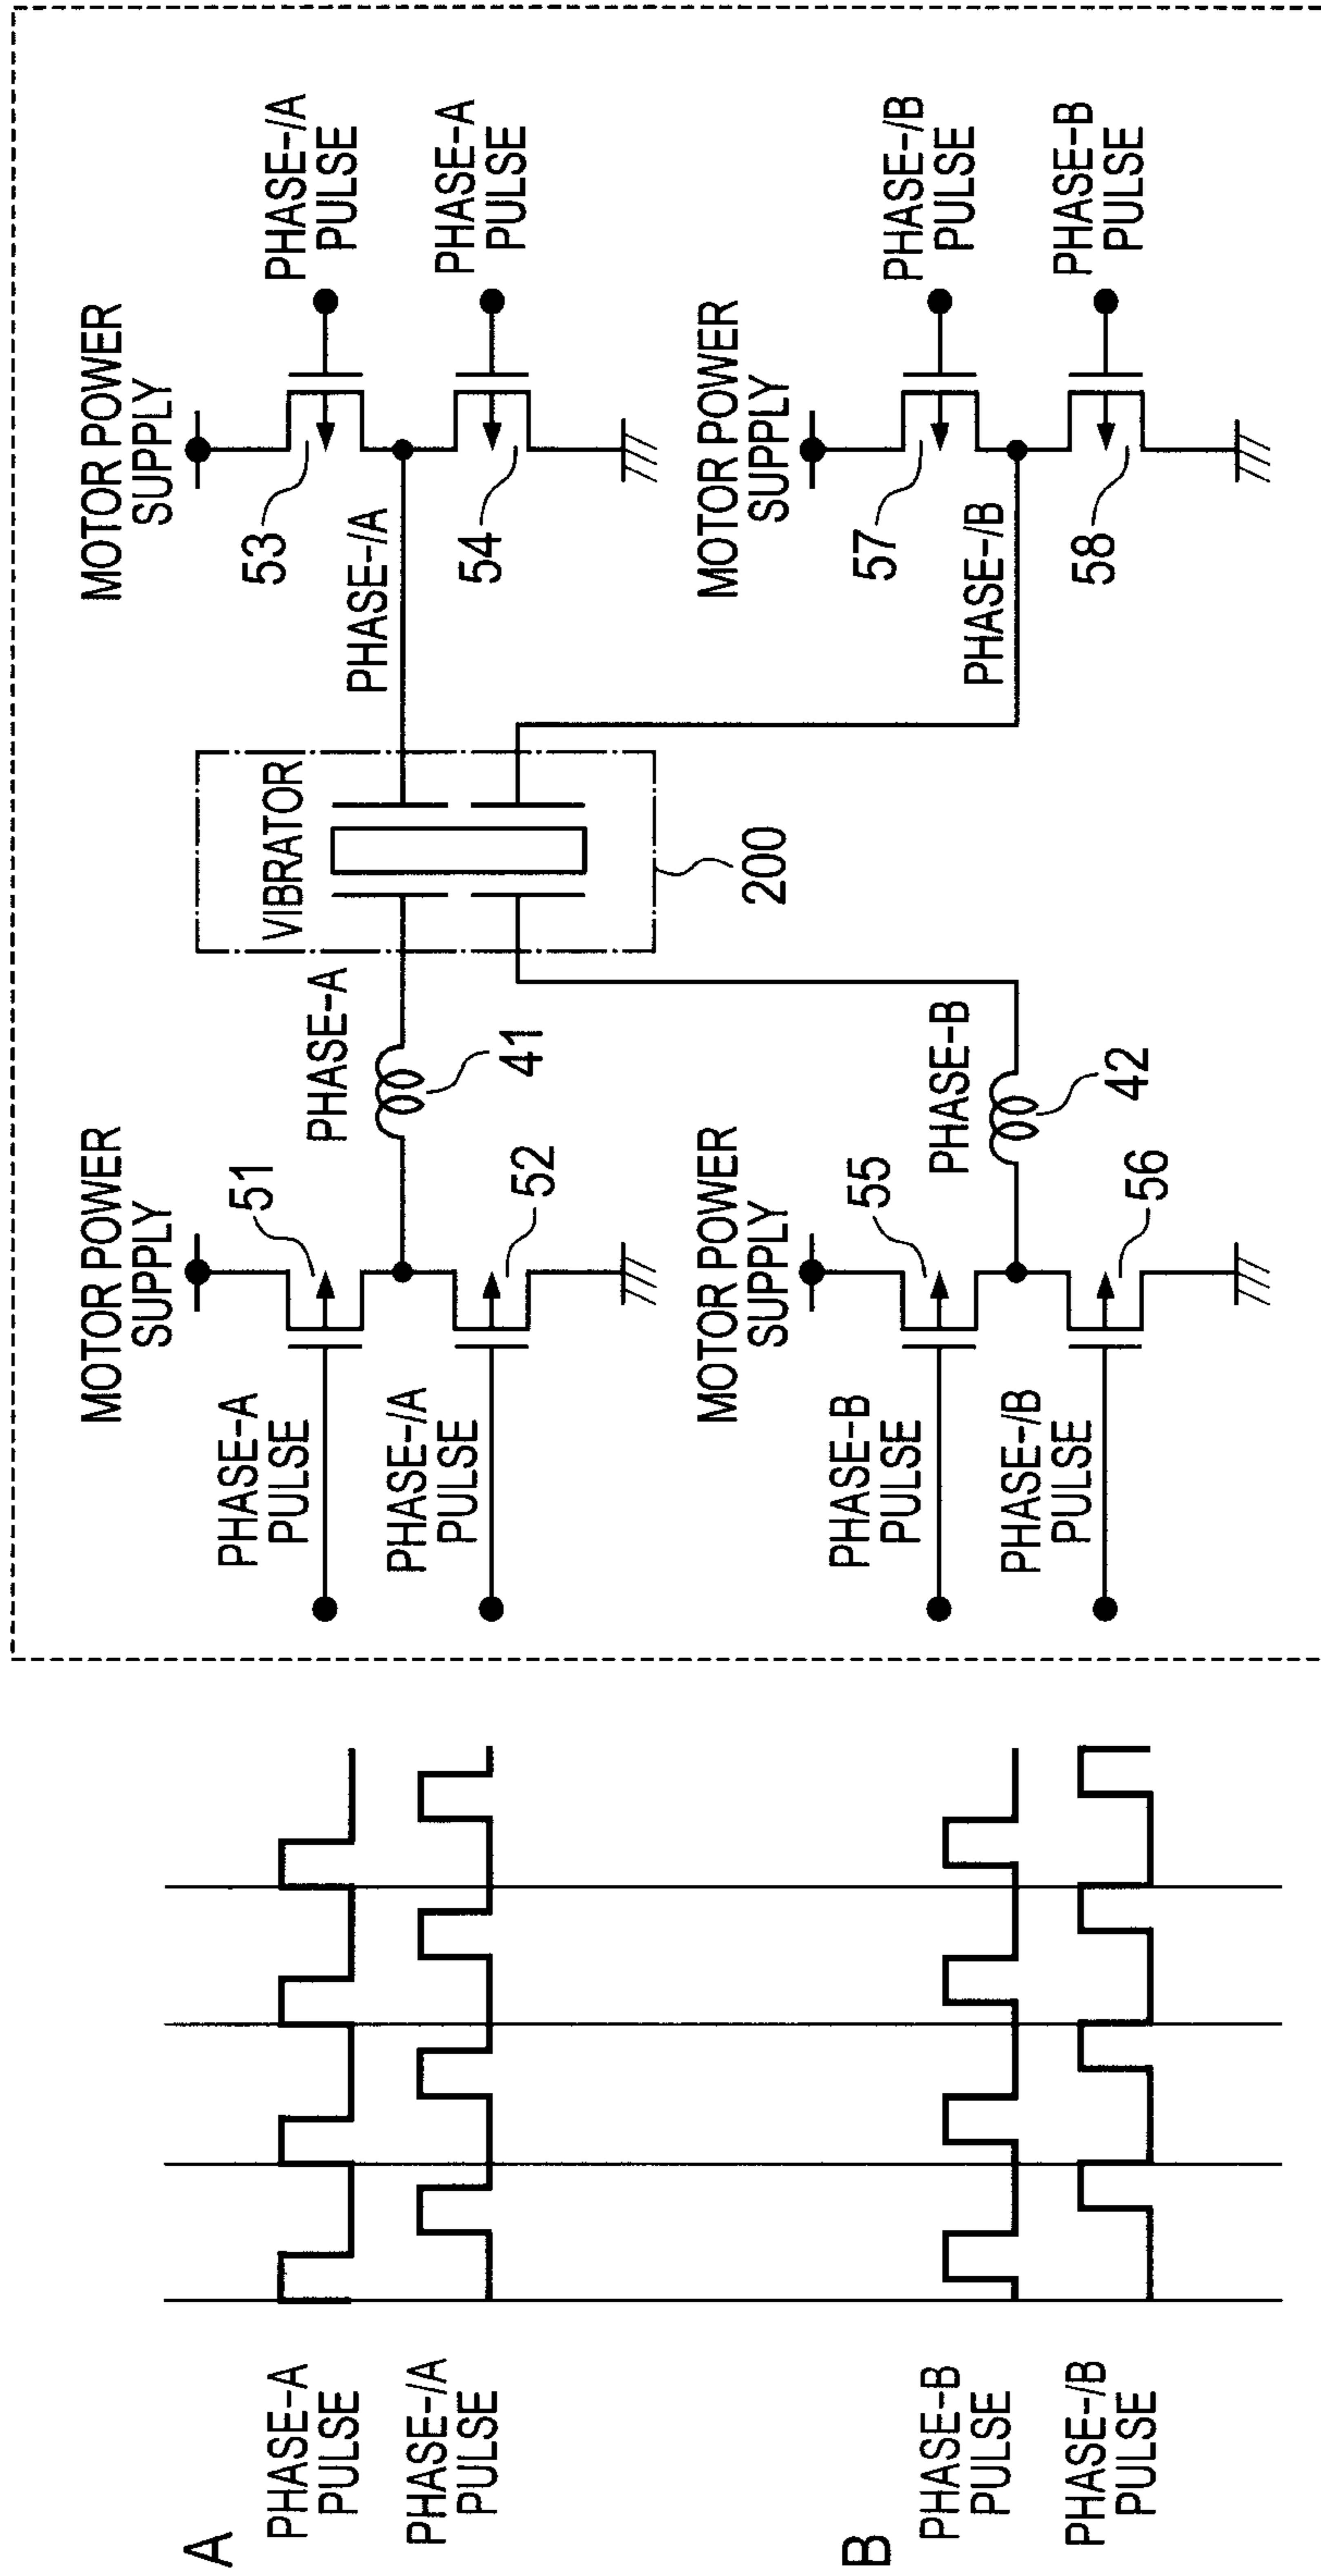 A
PHASE-A
PULSE
PHASE-/A
PULSE
B
PHASE-B
PULSE
PHASE-/B
PULSE
MOTOR POWER
SUPPLY
PHASE-A
PULSE
51
PHASE-/A
PULSE
52
PHASE-A
41
VIBRATOR
200
PHASE-/A
MOTOR POWER
SUPPLY
53
PHASE-/A
PULSE
54
PHASE-A
PULSE
MOTOR POWER
SUPPLY
PHASE-B
PULSE
55
PHASE-/B
PULSE
56
PHASE-B
42
PHASE-/B
MOTOR POWER
SUPPLY
57
PHASE-/B
PULSE
58
PHASE-B
PULSE